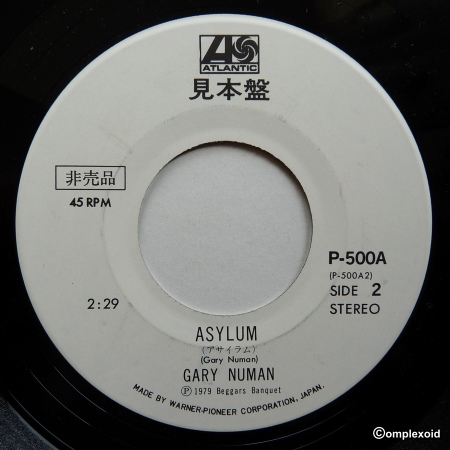 ATLANTIC
見本盤
非売品
45 RPM
P-500A
(P-500A2)
SIDE 2
2:29
STEREO
ASYLUM
(アサイラム)
(Gary Numan)
GARY NUMAN
Ⓟ 1979 Beggars Banquet
MADE BY WARNER-PIONEER CORPORATION, JAPAN.
©omplexoid